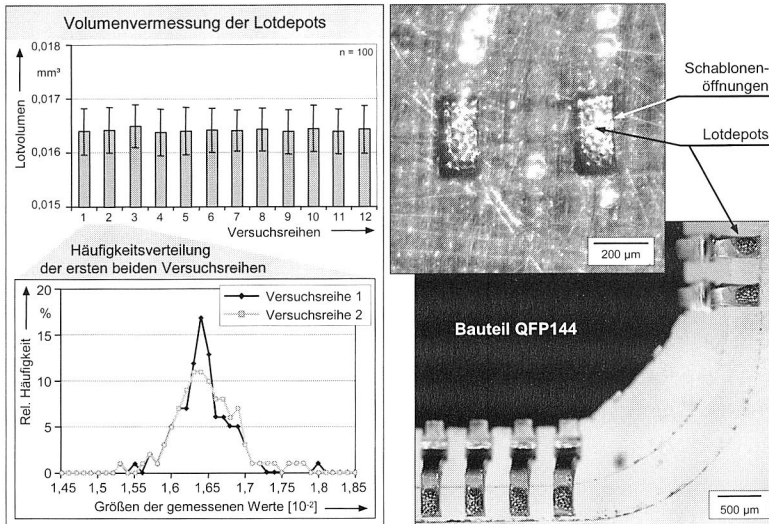 Volumenvermessung der Lotdepots
Lotvolumen
0,018
mm³
0,017
0,016
0,015
n = 100
1 2 3 4 5 6 7 8 9 10 11 12
Versuchsreihen
Häufigkeitsverteilung
der ersten beiden Versuchsreihen
Rel. Häufigkeit
20
%
15
10
5
0
Versuchsreihe 1
Versuchsreihe 2
1,45 1,5 1,55 1,6 1,65 1,7 1,75 1,8 1,85
Größen der gemessenen Werte [10⁻²]
Schablonen-
öffnungen
Lotdepots
200 µm
Bauteil QFP144
500 µm